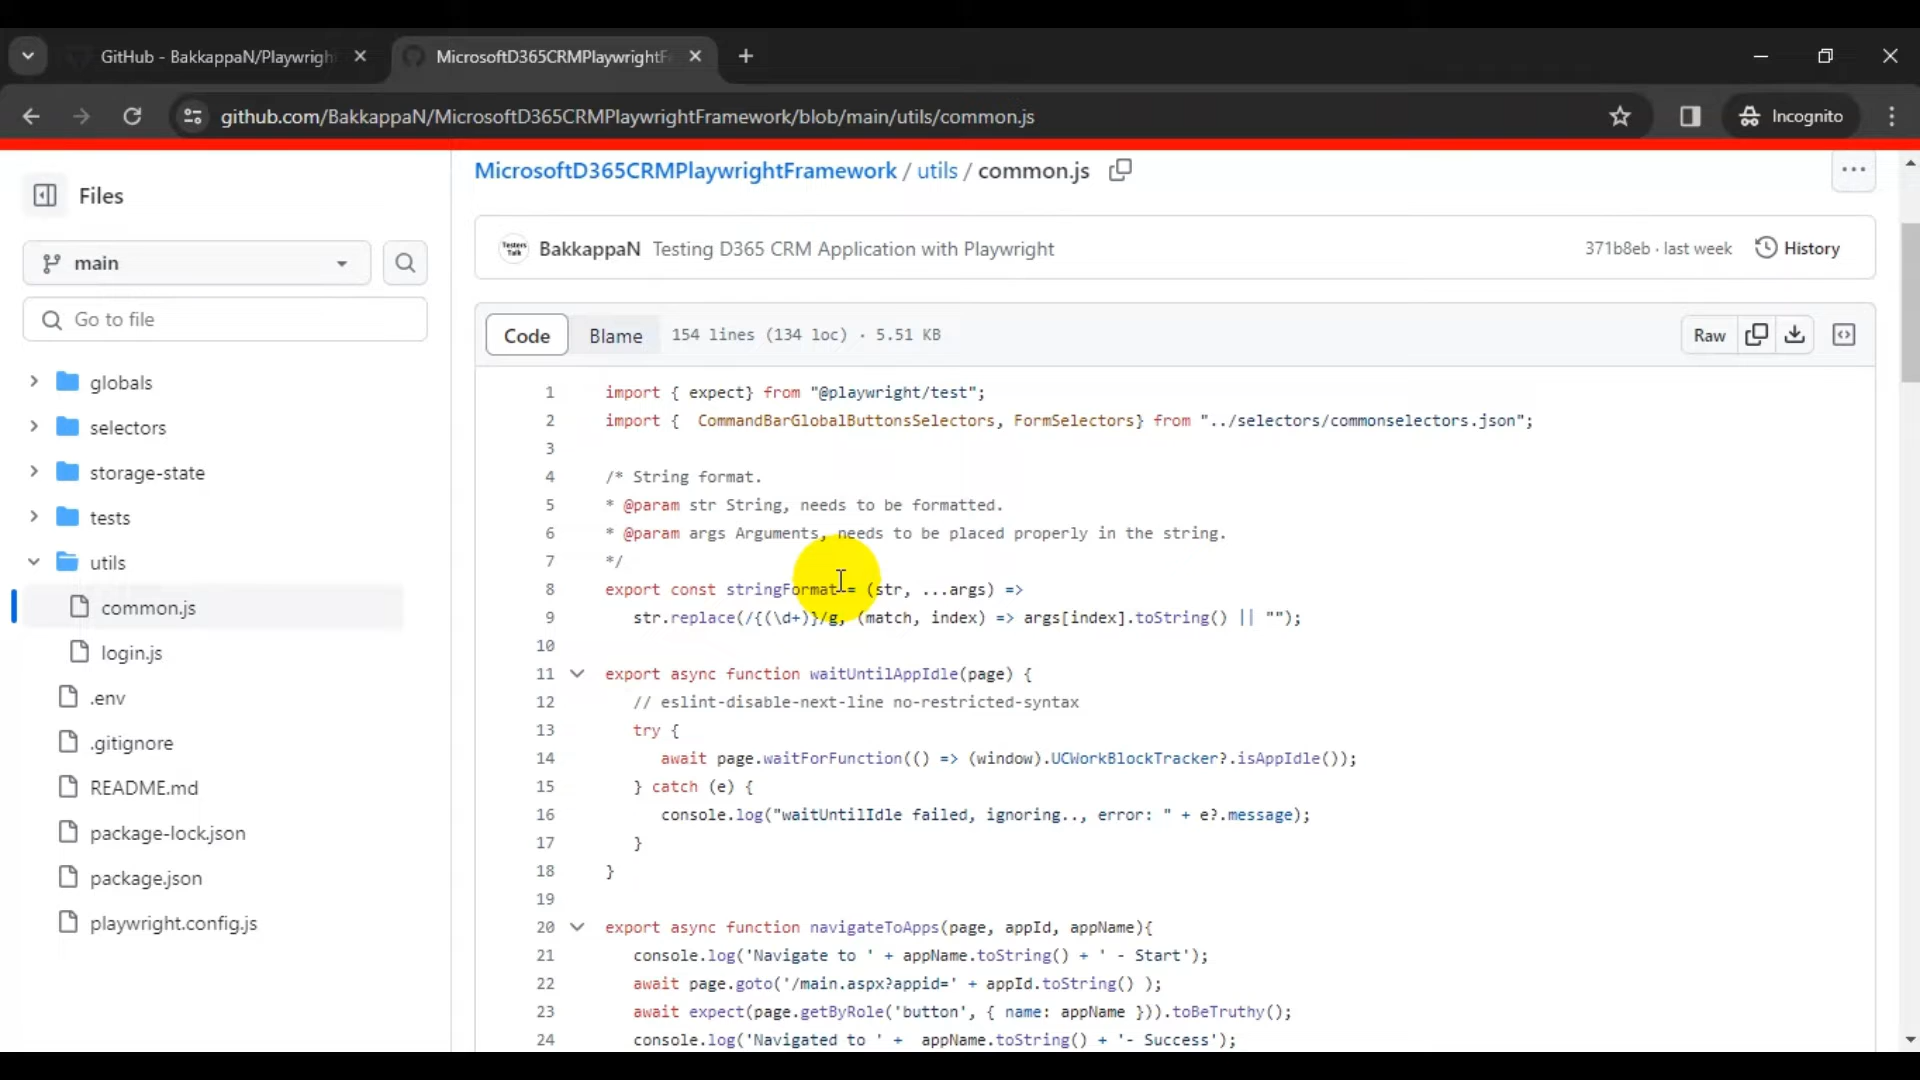 GitHub - BakkappaN/Playwrigh
MicrosoftD365CRMPlaywrightF
github.com/BakkappaN/MicrosoftD365CRMPlaywrightFramework/blob/main/utils/common.js
Incognito
Files
main
Go to file
globals
selectors
storage-state
tests
utils
common.js
login.js
.env
.gitignore
README.md
package-lock.json
package.json
playwright.config.js
MicrosoftD365CRMPlaywrightFramework / utils / common.js
Testers Talk
BakkappaN Testing D365 CRM Application with Playwright
371b8eb · last week History
Code Blame 154 lines (134 loc) · 5.51 KB Raw
1 import { expect} from "@playwright/test";
2 import {  CommandBarGlobalButtonsSelectors, FormSelectors} from "../selectors/commonselectors.json";
3
4 /* String format.
5 * @param str String, needs to be formatted.
6 * @param args Arguments, needs to be placed properly in the string.
7 */
8 export const stringFormat = (str, ...args) =>
9 str.replace(/{(\d+)}/g, (match, index) => args[index].toString() || "");
10
11 export async function waitUntilAppIdle(page) {
12 // eslint-disable-next-line no-restricted-syntax
13 try {
14 await page.waitForFunction(() => (window).UCWorkBlockTracker?.isAppIdle());
15 } catch (e) {
16 console.log("waitUntilIdle failed, ignoring.., error: " + e?.message);
17 }
18 }
19
20 export async function navigateToApps(page, appId, appName){
21 console.log('Navigate to ' + appName.toString() + ' - Start');
22 await page.goto('/main.aspx?appid=' + appId.toString() );
23 await expect(page.getByRole('button', { name: appName })).toBeTruthy();
24 console.log('Navigated to ' +  appName.toString() + '- Success');